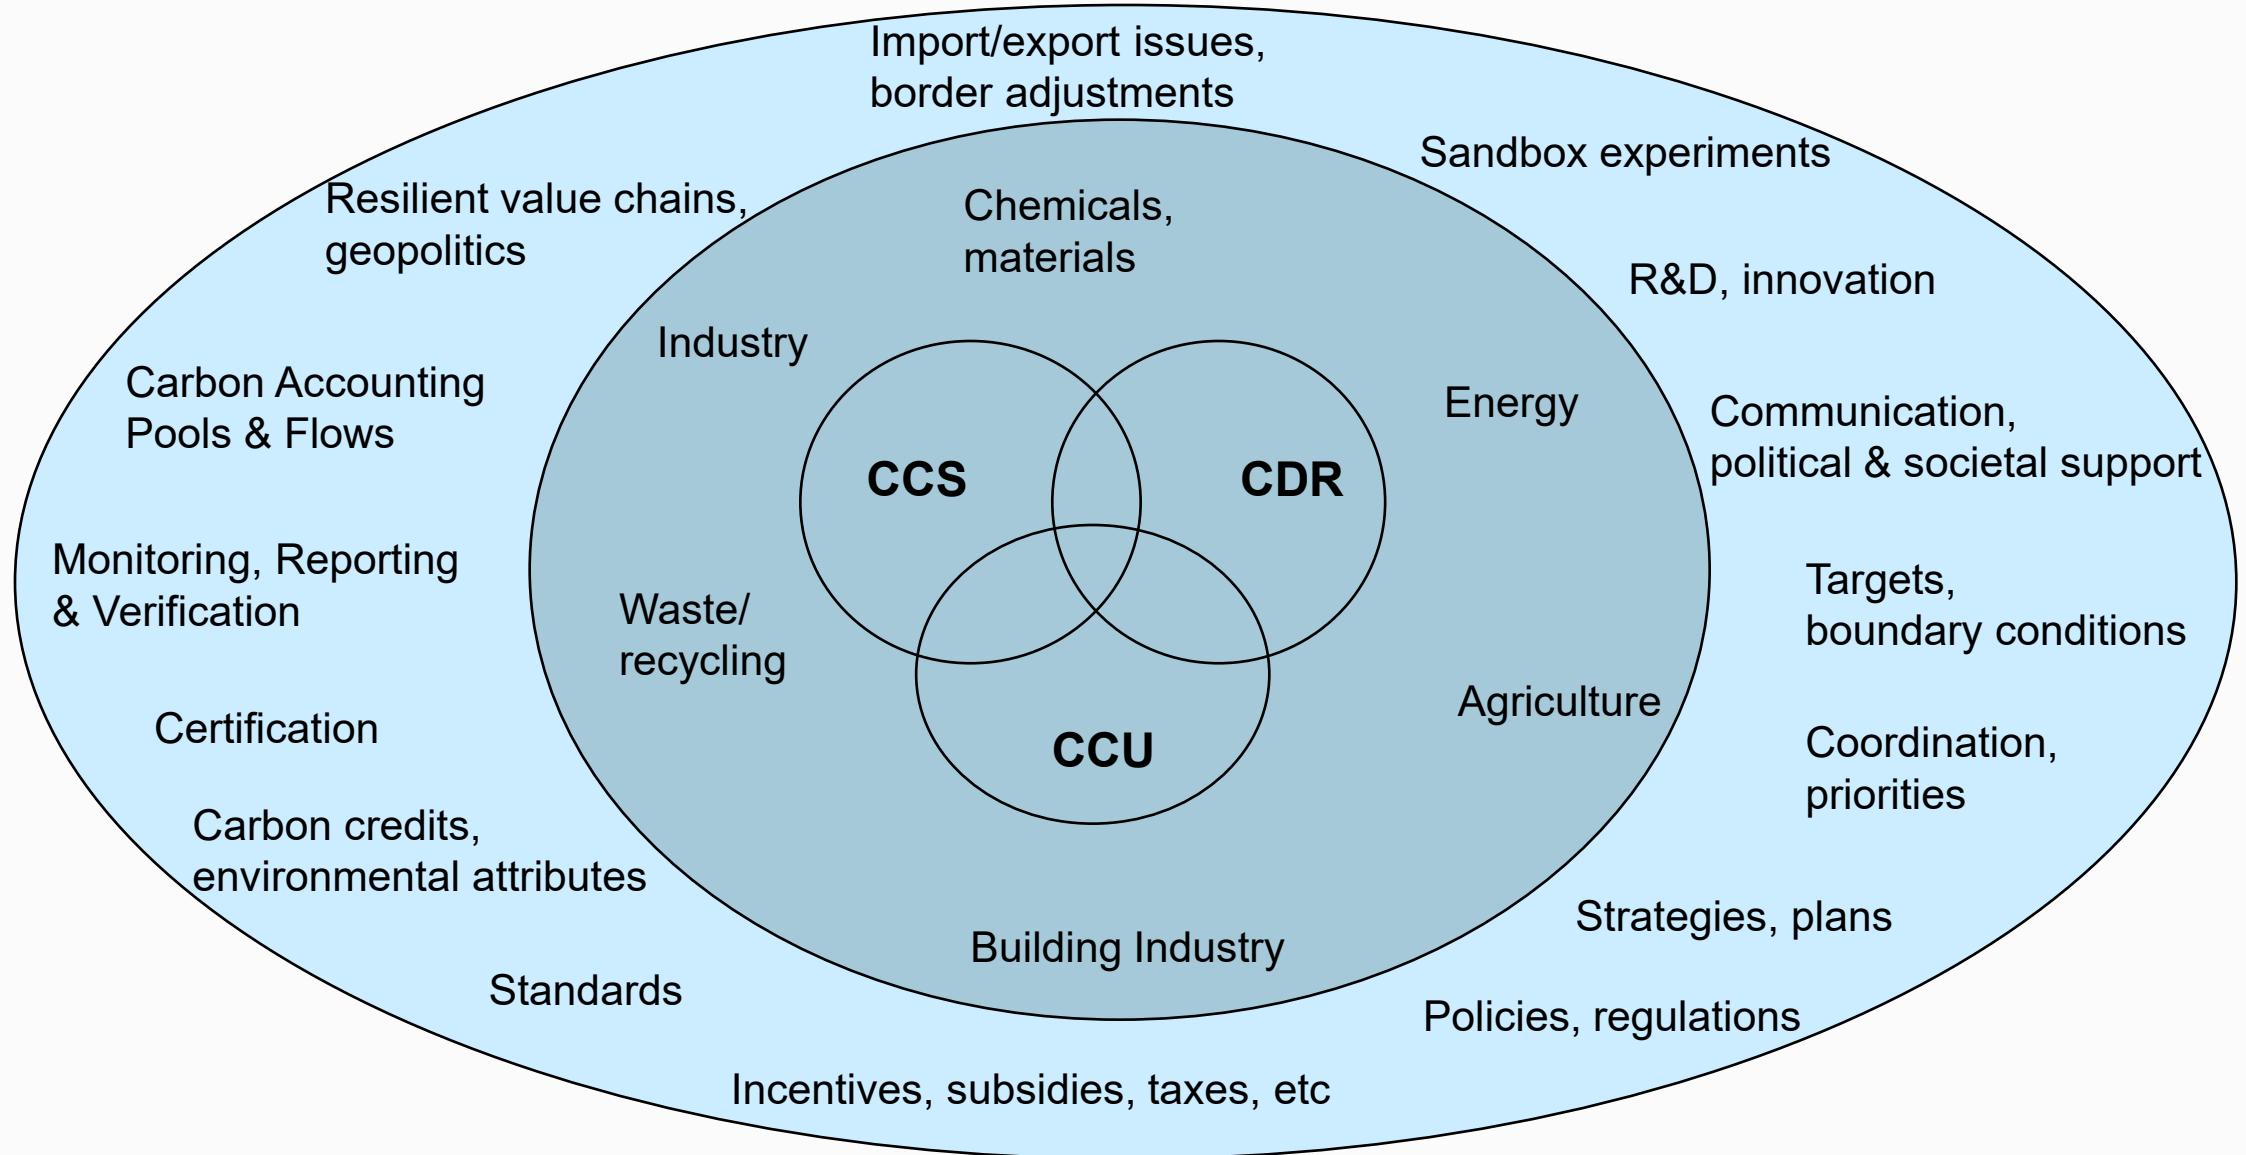 Import/export issues,
border adjustments
Sandbox experiments
Resilient value chains,
geopolitics
Chemicals,
materials
R&D, innovation
Industry
Carbon Accounting
Pools & Flows
Energy
Communication,
political & societal support
CCS
CDR
Monitoring, Reporting
& Verification
Waste/
recycling
Targets,
boundary conditions
Agriculture
Certification
CCU
Coordination,
priorities
Carbon credits,
environmental attributes
Strategies, plans
Building Industry
Standards
Policies, regulations
Incentives, subsidies, taxes, etc